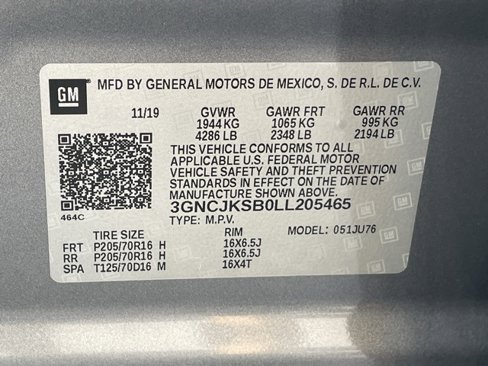 GM
MFD BY GENERAL MOTORS DE MEXICO, S. DE R.L. DE C.V.
11/19 GVWR GAWR FRT GAWR RR
1944 KG 1065 KG 995 KG
4286 LB 2348 LB 2194 LB
THIS VEHICLE CONFORMS TO ALL
APPLICABLE U.S. FEDERAL MOTOR
VEHICLE SAFETY AND THEFT PREVENTION
STANDARDS IN EFFECT ON THE DATE OF
MANUFACTURE SHOWN ABOVE.
3GNCJKSB0LL205465
464C TYPE: M.P.V.
TIRE SIZE RIM MODEL: 051JU76
FRT P205/70R16 H 16X6.5J
RR P205/70R16 H 16X6.5J
SPA T125/70D16 M 16X4T